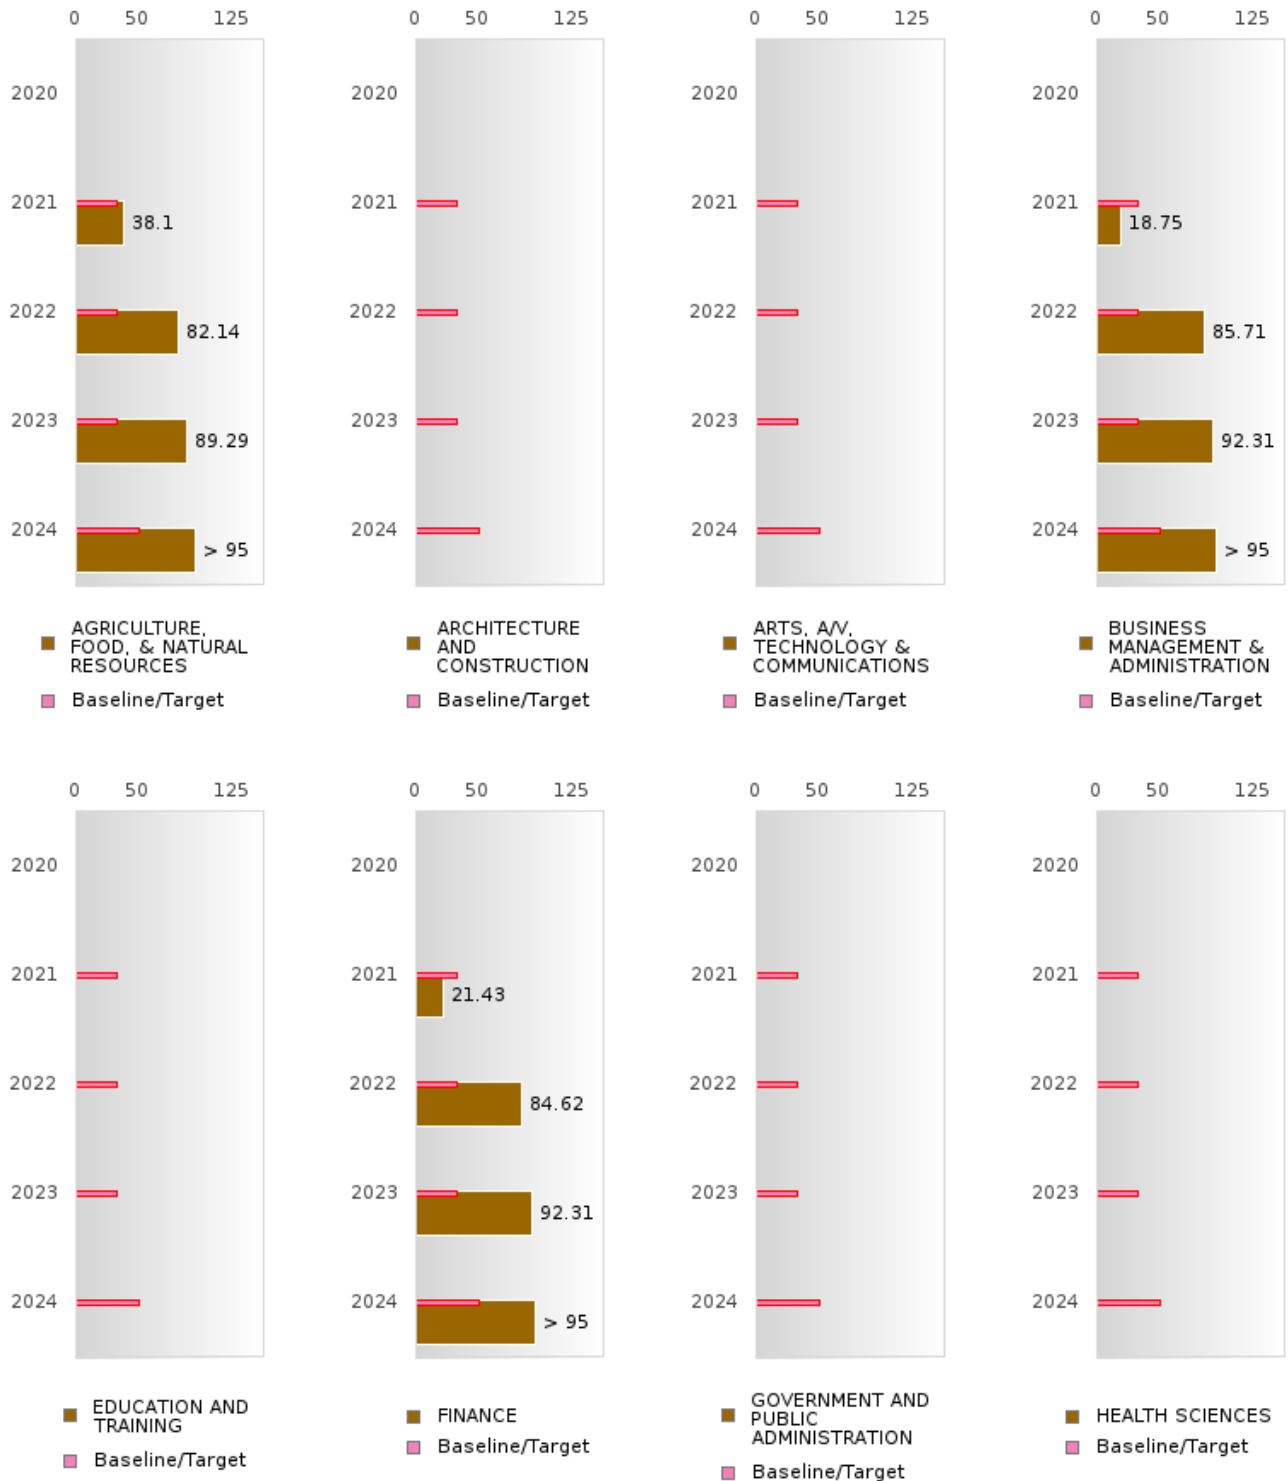 0 50 125
2020
2021
38.1
2022
82.14
2023
89.29
2024
> 95
AGRICULTURE,
FOOD, & NATURAL
RESOURCES
Baseline/Target
0 50 125
2020
2021
2022
2023
2024
ARCHITECTURE
AND
CONSTRUCTION
Baseline/Target
0 50 125
2020
2021
2022
2023
2024
ARTS, A/V,
TECHNOLOGY &
COMMUNICATIONS
Baseline/Target
0 50 125
2020
2021
18.75
2022
85.71
2023
92.31
2024
> 95
BUSINESS
MANAGEMENT &
ADMINISTRATION
Baseline/Target
0 50 125
2020
2021
2022
2023
2024
EDUCATION AND
TRAINING
Baseline/Target
0 50 125
2020
2021
21.43
2022
84.62
2023
92.31
2024
> 95
FINANCE
Baseline/Target
0 50 125
2020
2021
2022
2023
2024
GOVERNMENT AND
PUBLIC
ADMINISTRATION
Baseline/Target
0 50 125
2020
2021
2022
2023
2024
HEALTH SCIENCES
Baseline/Target